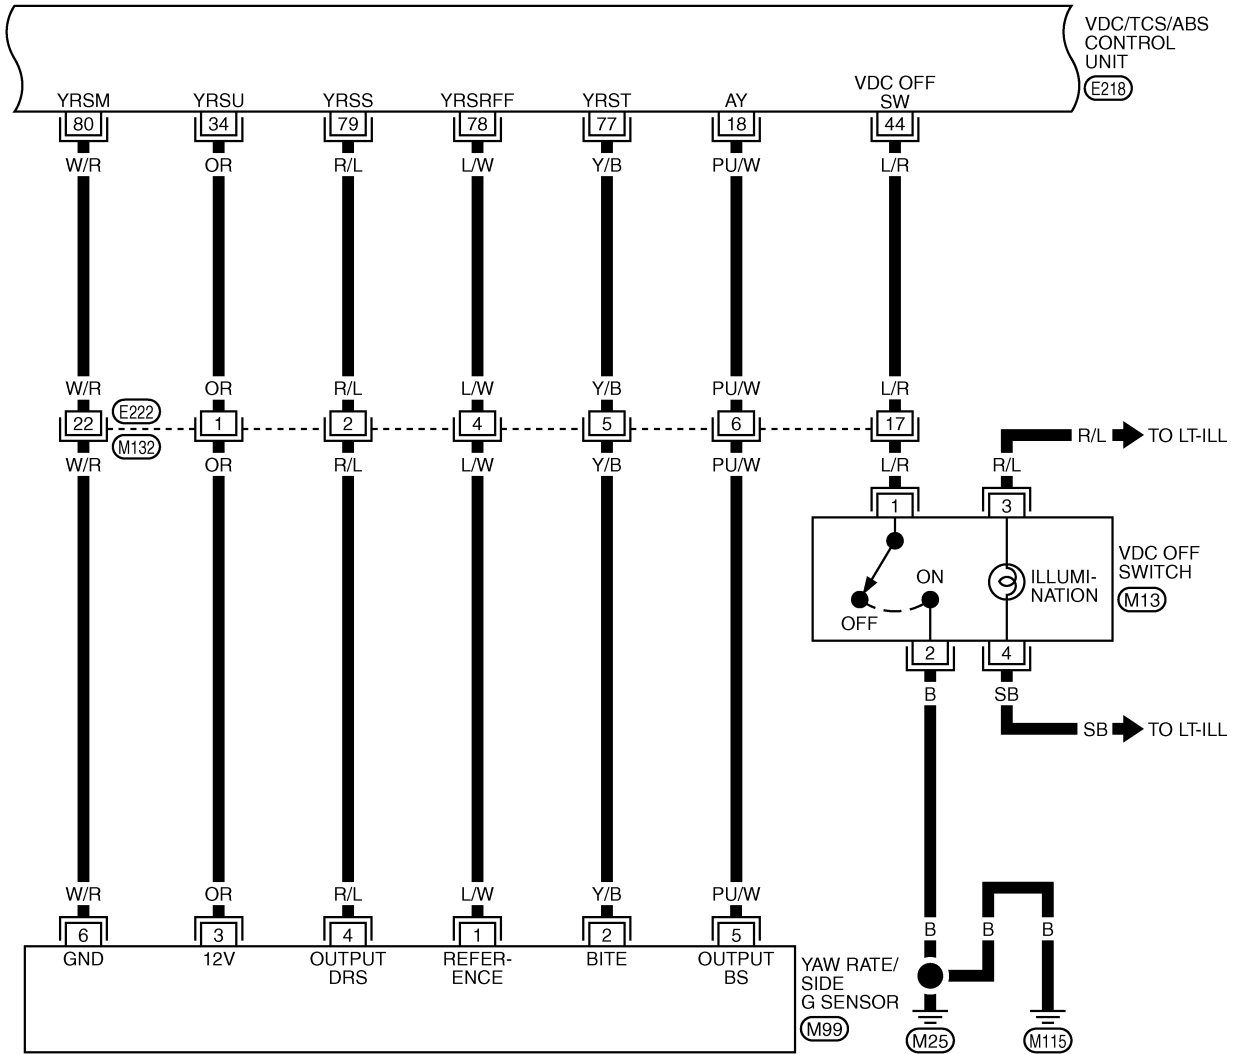 VDC/TCS/ABS
CONTROL
UNIT
E218
YRSM YRSU YRSS YRSRFF YRST AY VDC OFF
SW
80 34 79 78 77 18 44
W/R OR R/L L/W Y/B PU/W L/R
W/R OR R/L L/W Y/B PU/W L/R
E222
22 1 2 4 5 6 17
M132
R/L TO LT-ILL
W/R OR R/L L/W Y/B PU/W L/R R/L
1 3
VDC OFF
SWITCH
M13
ON
OFF
ILLUMI-
NATION
2 4
B SB
SB TO LT-ILL
W/R OR R/L L/W Y/B PU/W
B B B
6 3 4 1 2 5
GND 12V OUTPUT
DRS REFER-
ENCE BITE OUTPUT
BS
YAW RATE/
SIDE
G SENSOR
M99
M25 M115